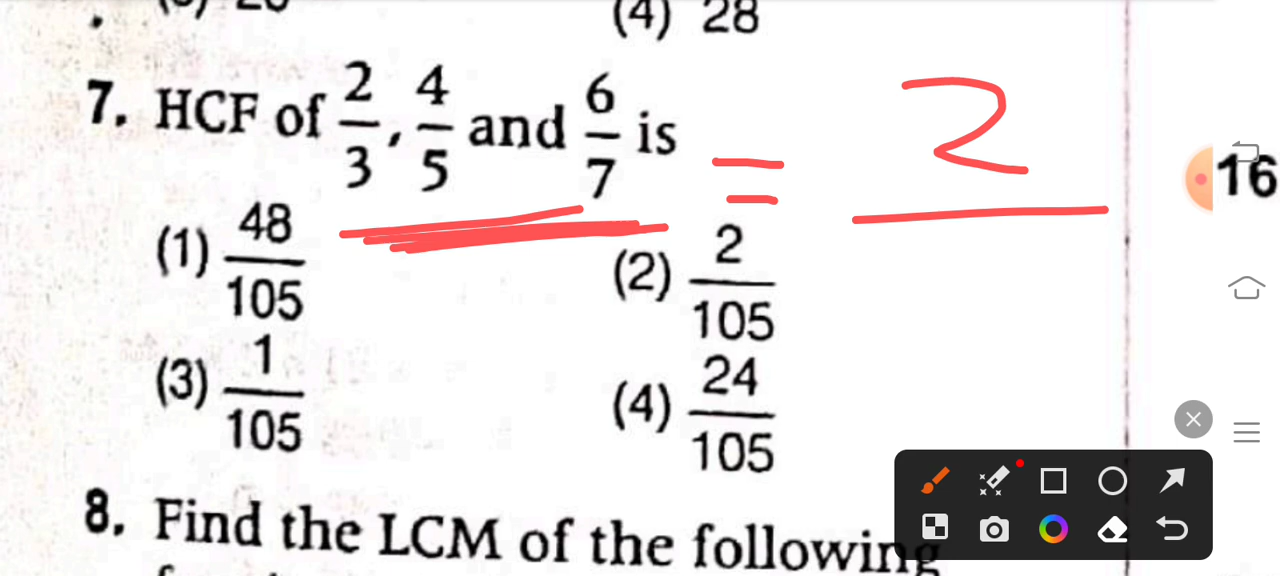 (4) 28
7. HCF of 2/3, 4/5 and 6/7 is = 2
(1) 48/105 (2) 2/105
(3) 1/105 (4) 24/105
8. Find the LCM of the following
16